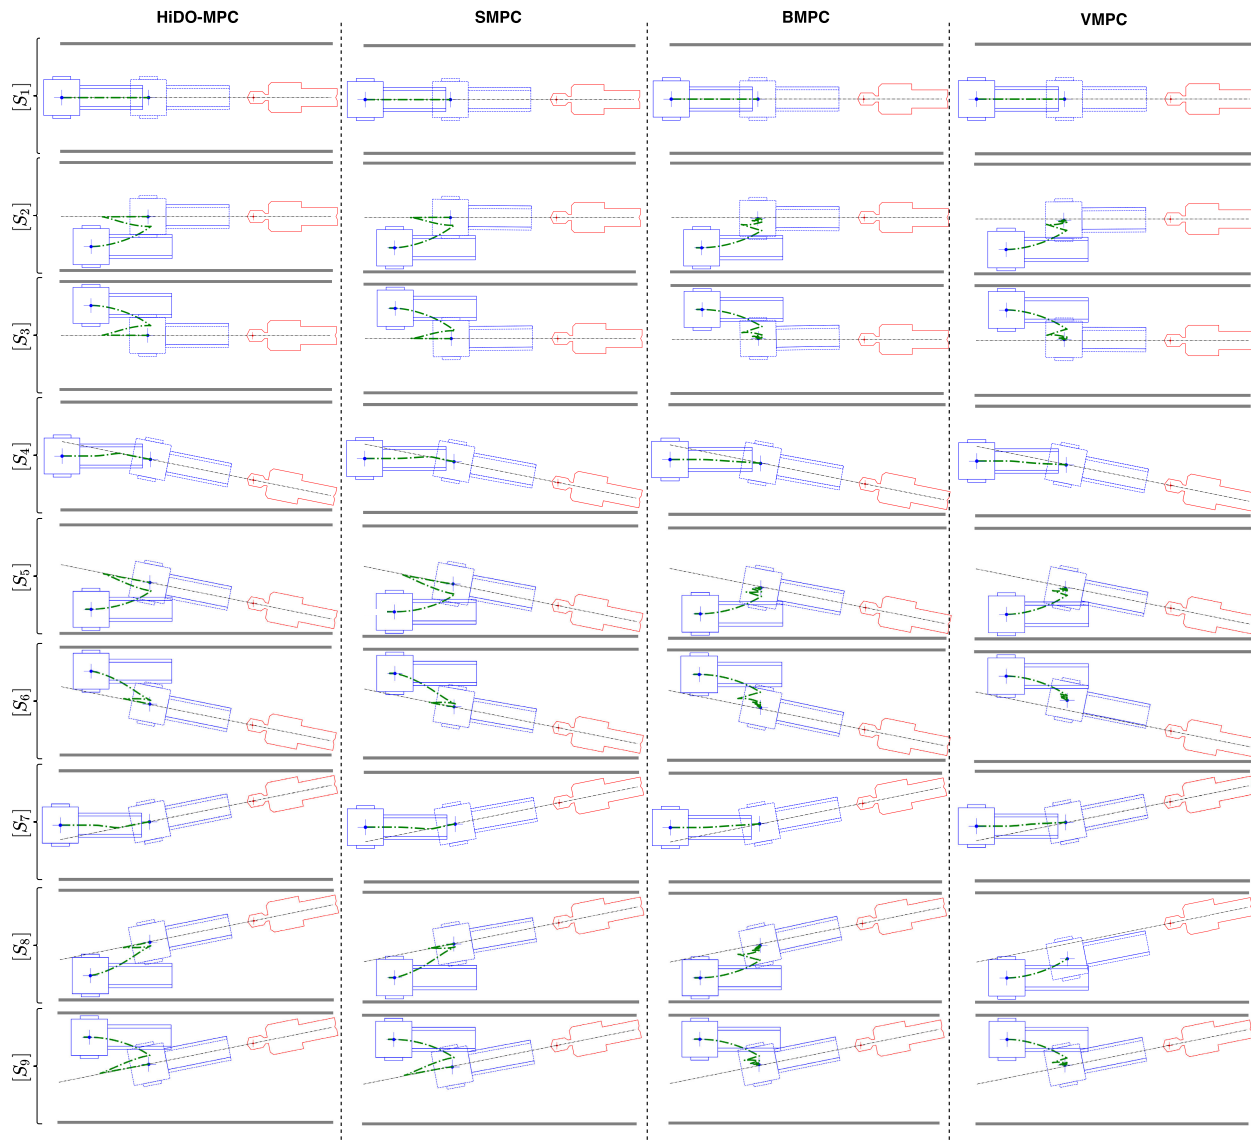 HiDO-MPC SMPC BMPC VMPC
[S1]
[S2]
[S3]
[S4]
[S5]
[S6]
[S7]
[S8]
[S9]